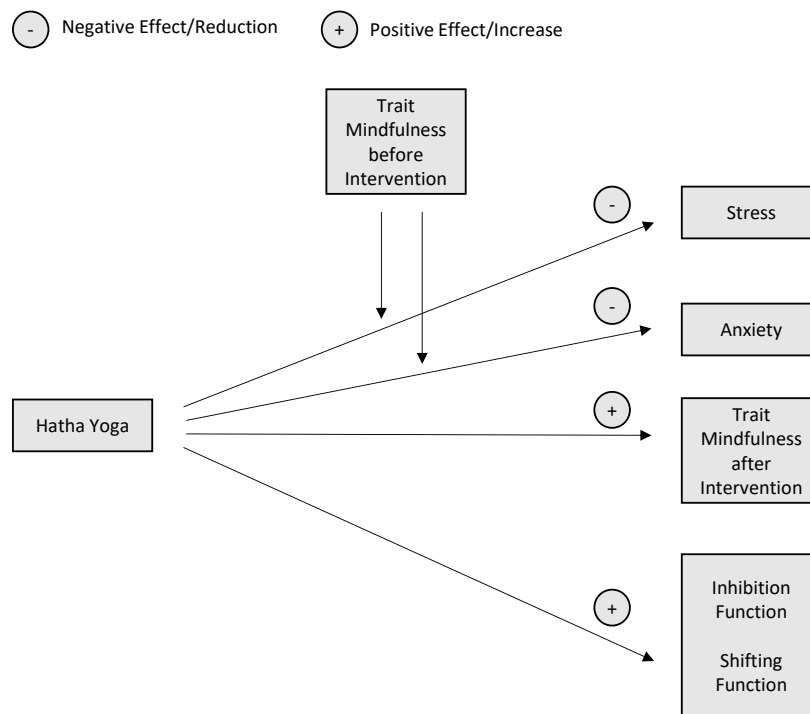 - Negative Effect/Reduction
+ Positive Effect/Increase
Trait
Mindfulness
before
Intervention
-
Stress
-
Anxiety
Hatha Yoga
+
Trait
Mindfulness
after
Intervention
+
Inhibition
Function
Shifting
Function